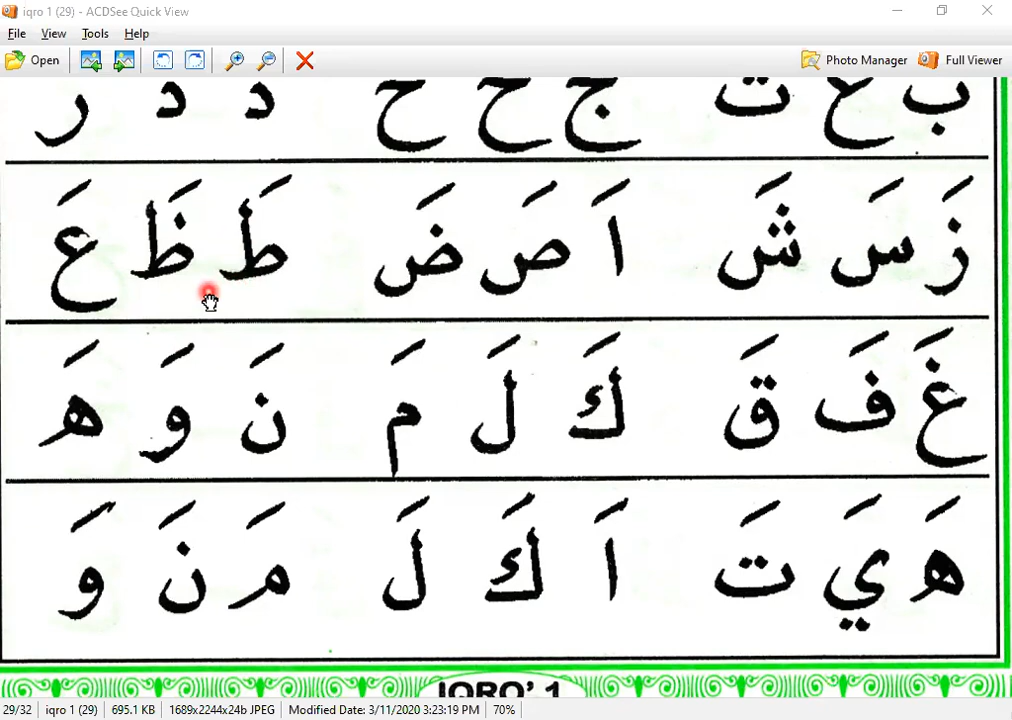 iqro 1 (29) - ACDSee Quick View
File View Tools Help
Open Photo Manager Full Viewer
زَ سَ شَ اَ صَ ضَ طَ ظَ عَ
غَ فَ قَ كَ لَ مَ نَ وَ هَ
هَ يَ تَ اَ كَ لَ مَ نَ وَ
IQRO' 1
29/32 iqro 1 (29) 695.1 KB 1689x2244x24b JPEG Modified Date: 3/11/2020 3:23:19 PM 70%